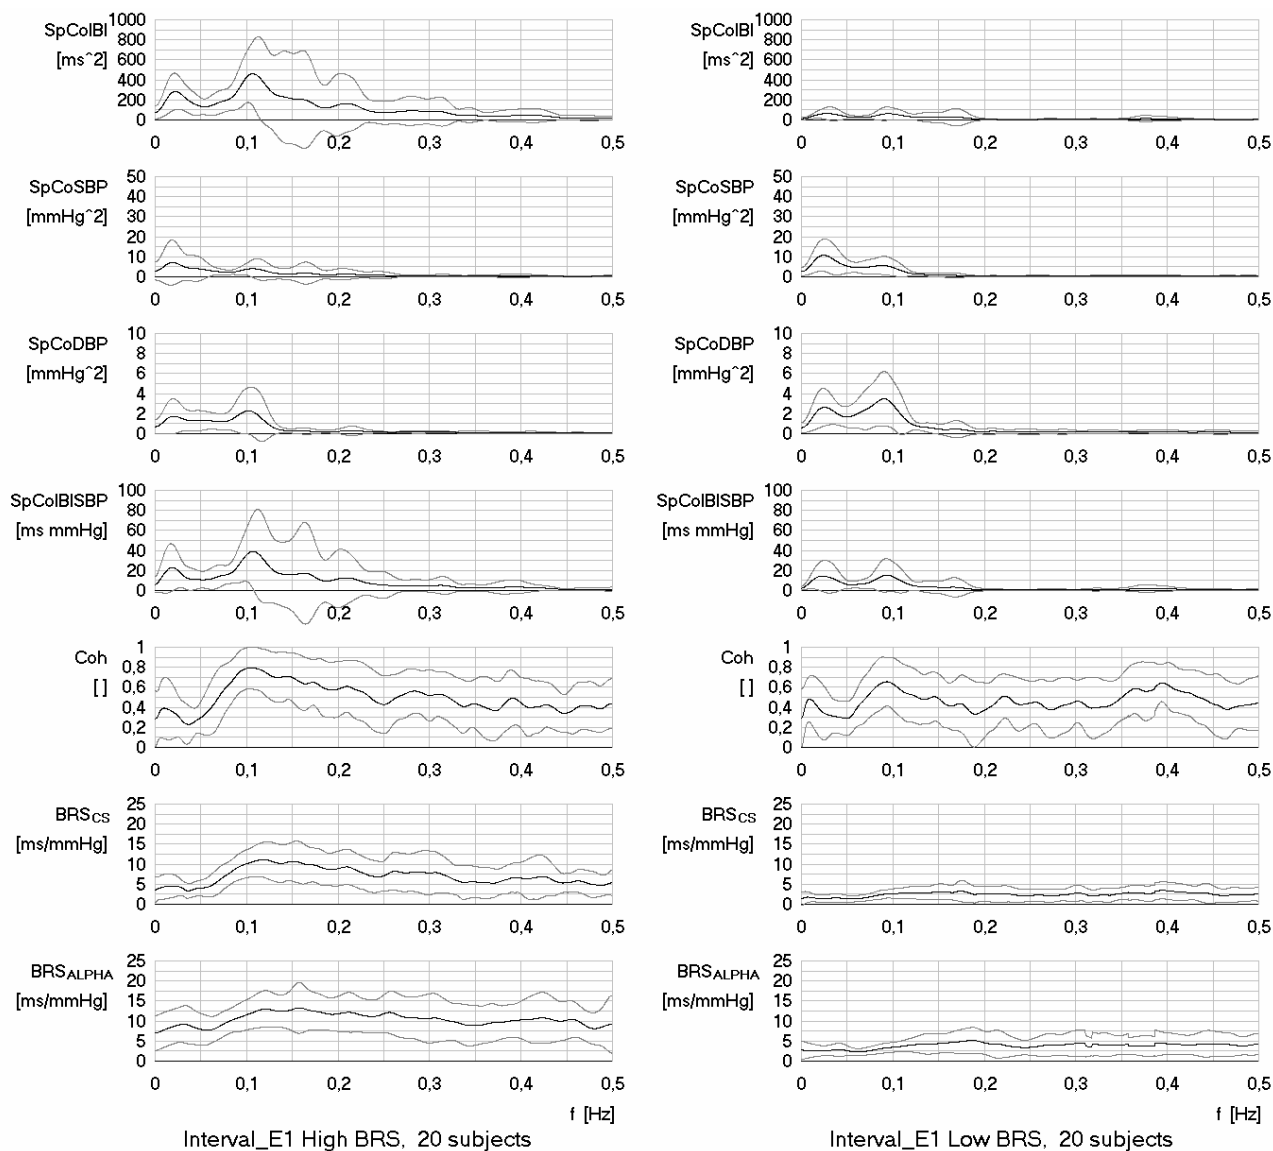 SpCoIBI
[ms^2]
1000
800
600
400
200
0
0 0,1 0,2 0,3 0,4 0,5
SpCoSBP
[mmHg^2]
50
40
30
20
10
0
0 0,1 0,2 0,3 0,4 0,5
SpCoDBP
[mmHg^2]
10
8
6
4
2
0
0 0,1 0,2 0,3 0,4 0,5
SpCoIBISBP
[ms mmHg]
100
80
60
40
20
0
0 0,1 0,2 0,3 0,4 0,5
Coh
[ ]
1
0,8
0,6
0,4
0,2
0
0 0,1 0,2 0,3 0,4 0,5
BRSCS
[ms/mmHg]
25
20
15
10
5
0
0 0,1 0,2 0,3 0,4 0,5
BRSALPHA
[ms/mmHg]
25
20
15
10
5
0
0 0,1 0,2 0,3 0,4 0,5
f [Hz]
Interval_E1 High BRS, 20 subjects
SpCoIBI
[ms^2]
1000
800
600
400
200
0
0 0,1 0,2 0,3 0,4 0,5
SpCoSBP
[mmHg^2]
50
40
30
20
10
0
0 0,1 0,2 0,3 0,4 0,5
SpCoDBP
[mmHg^2]
10
8
6
4
2
0
0 0,1 0,2 0,3 0,4 0,5
SpCoIBISBP
[ms mmHg]
100
80
60
40
20
0
0 0,1 0,2 0,3 0,4 0,5
Coh
[ ]
1
0,8
0,6
0,4
0,2
0
0 0,1 0,2 0,3 0,4 0,5
BRSCS
[ms/mmHg]
25
20
15
10
5
0
0 0,1 0,2 0,3 0,4 0,5
BRSALPHA
[ms/mmHg]
25
20
15
10
5
0
0 0,1 0,2 0,3 0,4 0,5
f [Hz]
Interval_E1 Low BRS, 20 subjects